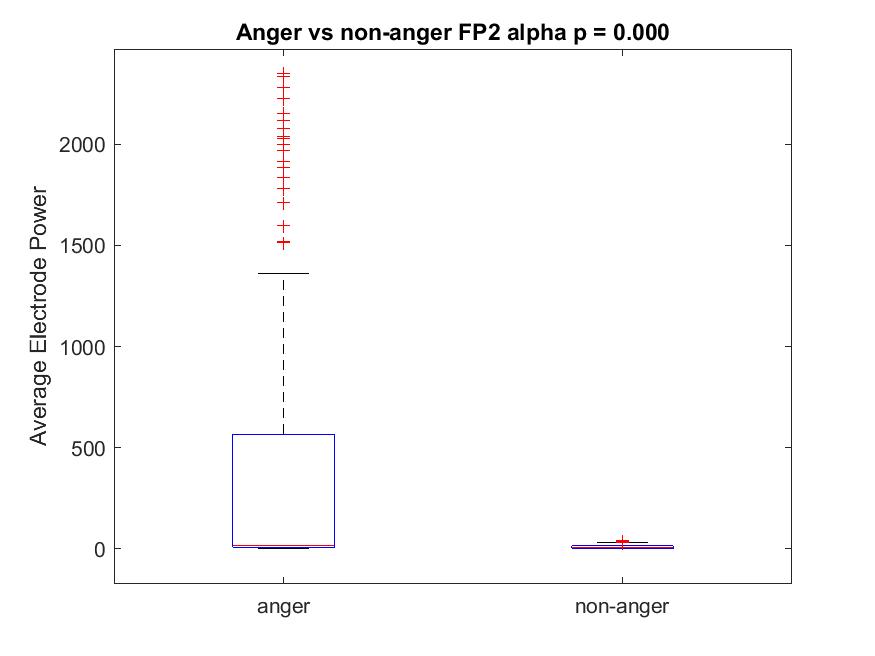 Anger vs non-anger FP2 alpha p = 0.000
Average Electrode Power
2000
1500
1000
500
0
anger
non-anger